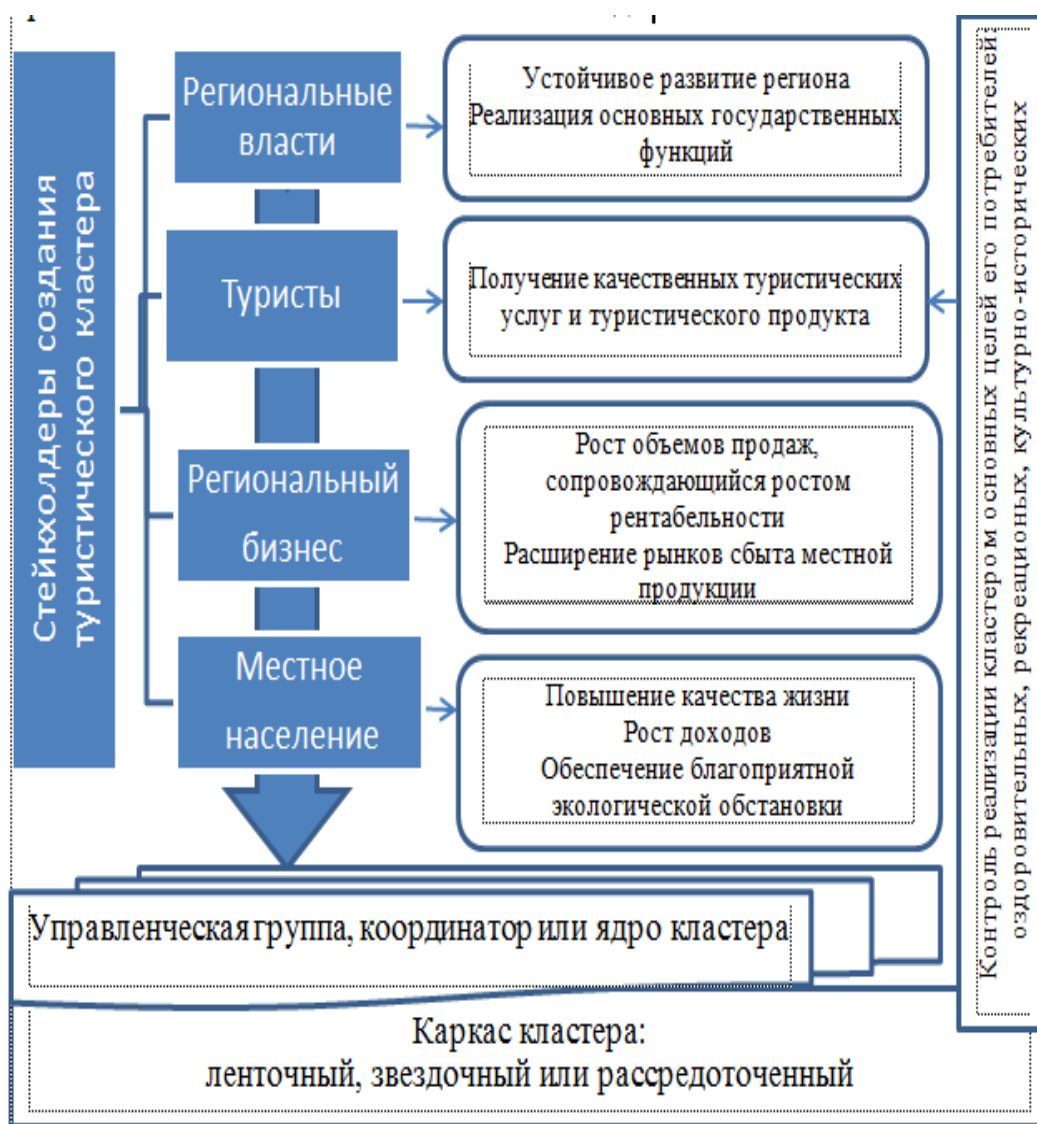 Стейкхолдеры создания
туристического кластера
Региональные
власти
Устойчивое развитие региона
Реализация основных государственных
функций
Туристы
Получение качественных туристических
услуг и туристического продукта
Региональный
бизнес
Рост объемов продаж,
сопровождающийся ростом
рентабельности
Расширение рынков сбыта местной
продукции
Местное
население
Повышение качества жизни
Рост доходов
Обеспечение благоприятной
экологической обстановки
Контроль реализации кластером основных целей его потребителей:
оздоровительных, рекреационых, культурно-исторических
Управленческая группа, координатор или ядро кластера
Каркас кластера:
ленточный, звездочный или рассредоточенный